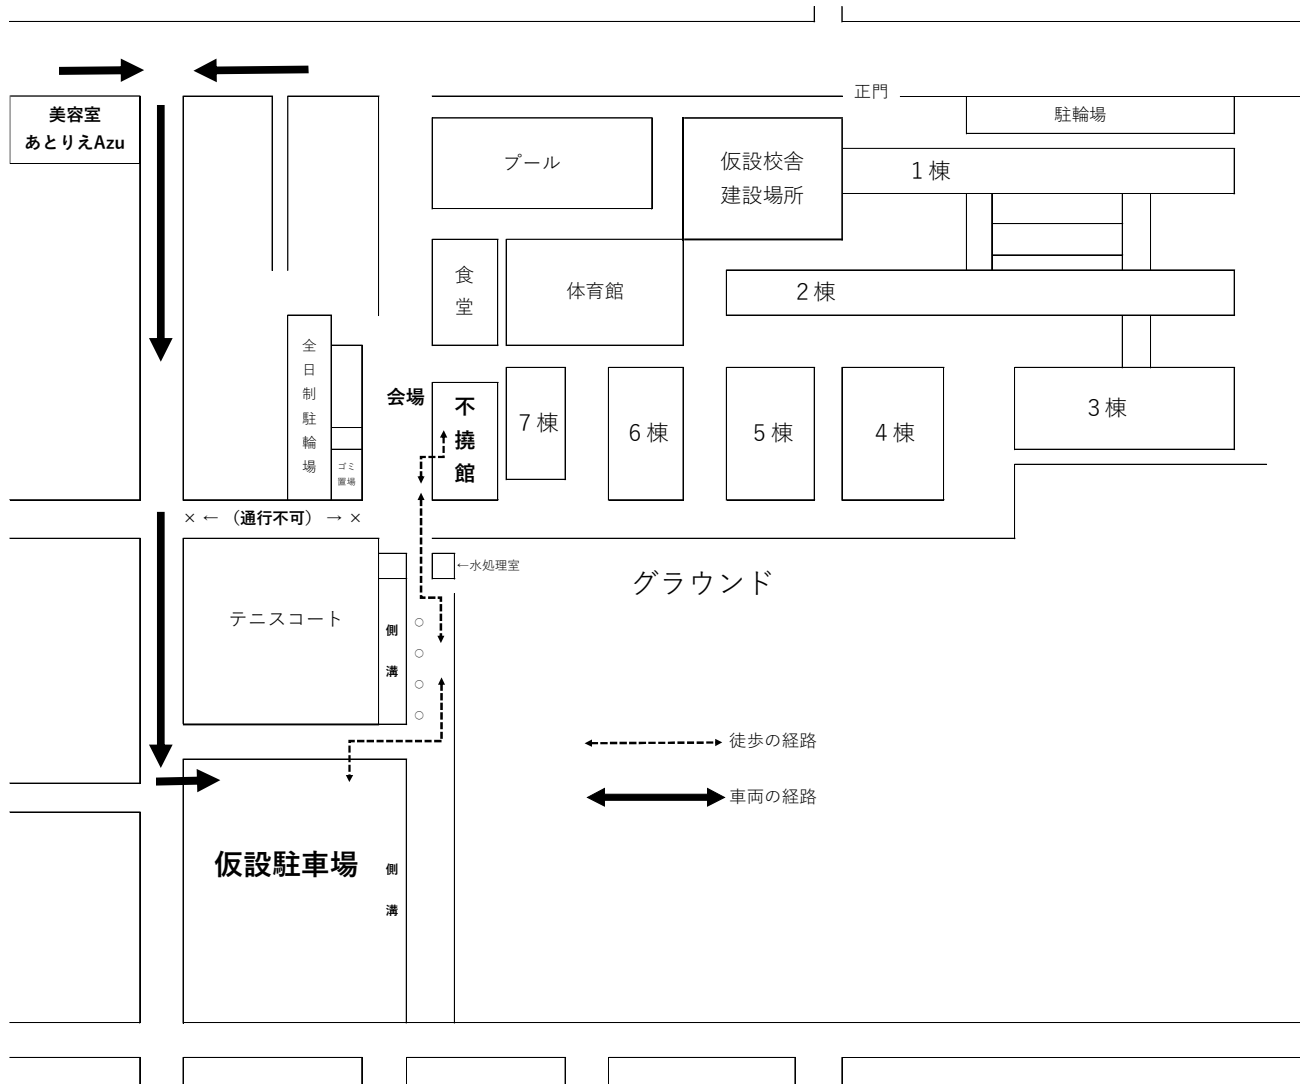 正門
美容室
あとりえAzu
駐輪場
プール
仮設校舎
建設場所
1棟
食堂
体育館
2棟
全日制駐輪場
会場
不撓館
7棟
6棟
5棟
4棟
3棟
ゴミ
置場
× ← （通行不可） → ×
←水処理室
グラウンド
テニスコート
側溝
○
○
○
○
徒歩の経路
車両の経路
仮設駐車場
側溝